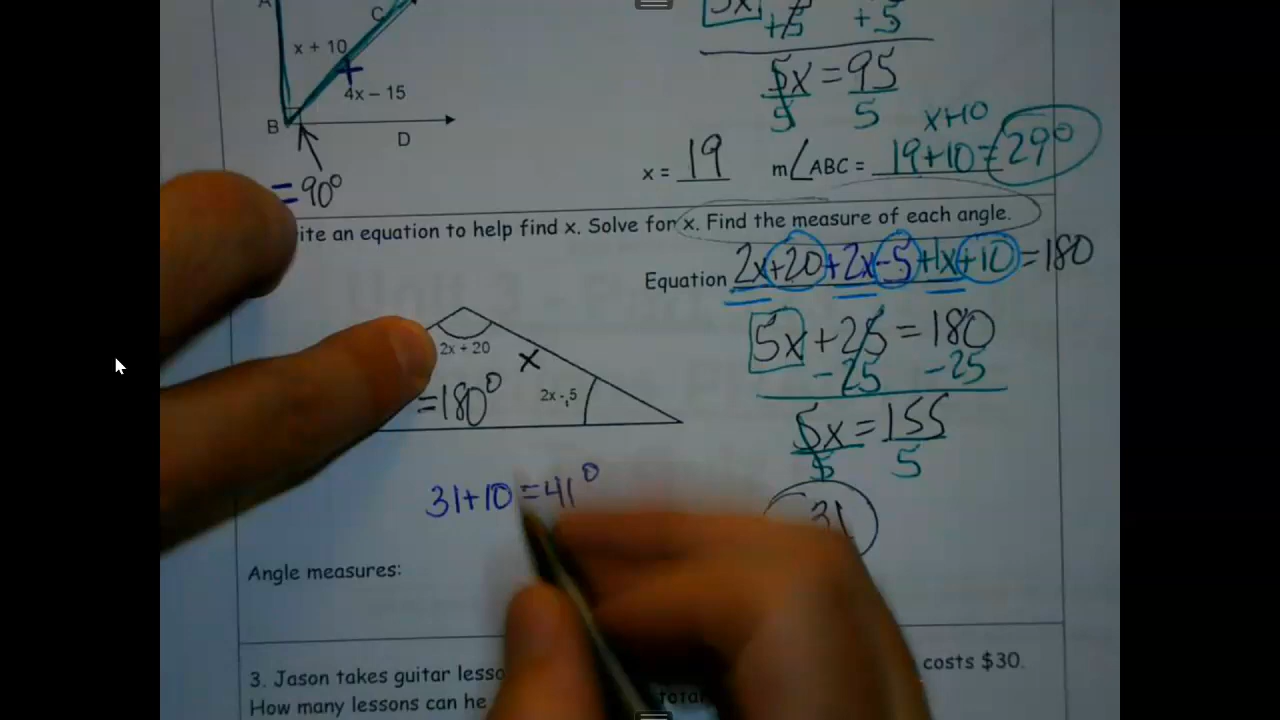 A
C
x + 10
4x - 15
B
D
= 90°
+5 +5
5x = 95
5 5
x+10
x = 19 m∠ABC = 19+10 = 29°
ite an equation to help find x. Solve for x. Find the measure of each angle.
Equation 2x+20+2x-5+1x+10 = 180
2x + 20
x
= 180°
2x - 5
5x + 25 = 180
-25 -25
5x = 155
5 5
31
31+10 = 41°
Angle measures:
3. Jason takes guitar costs $30.
How many lessons can he